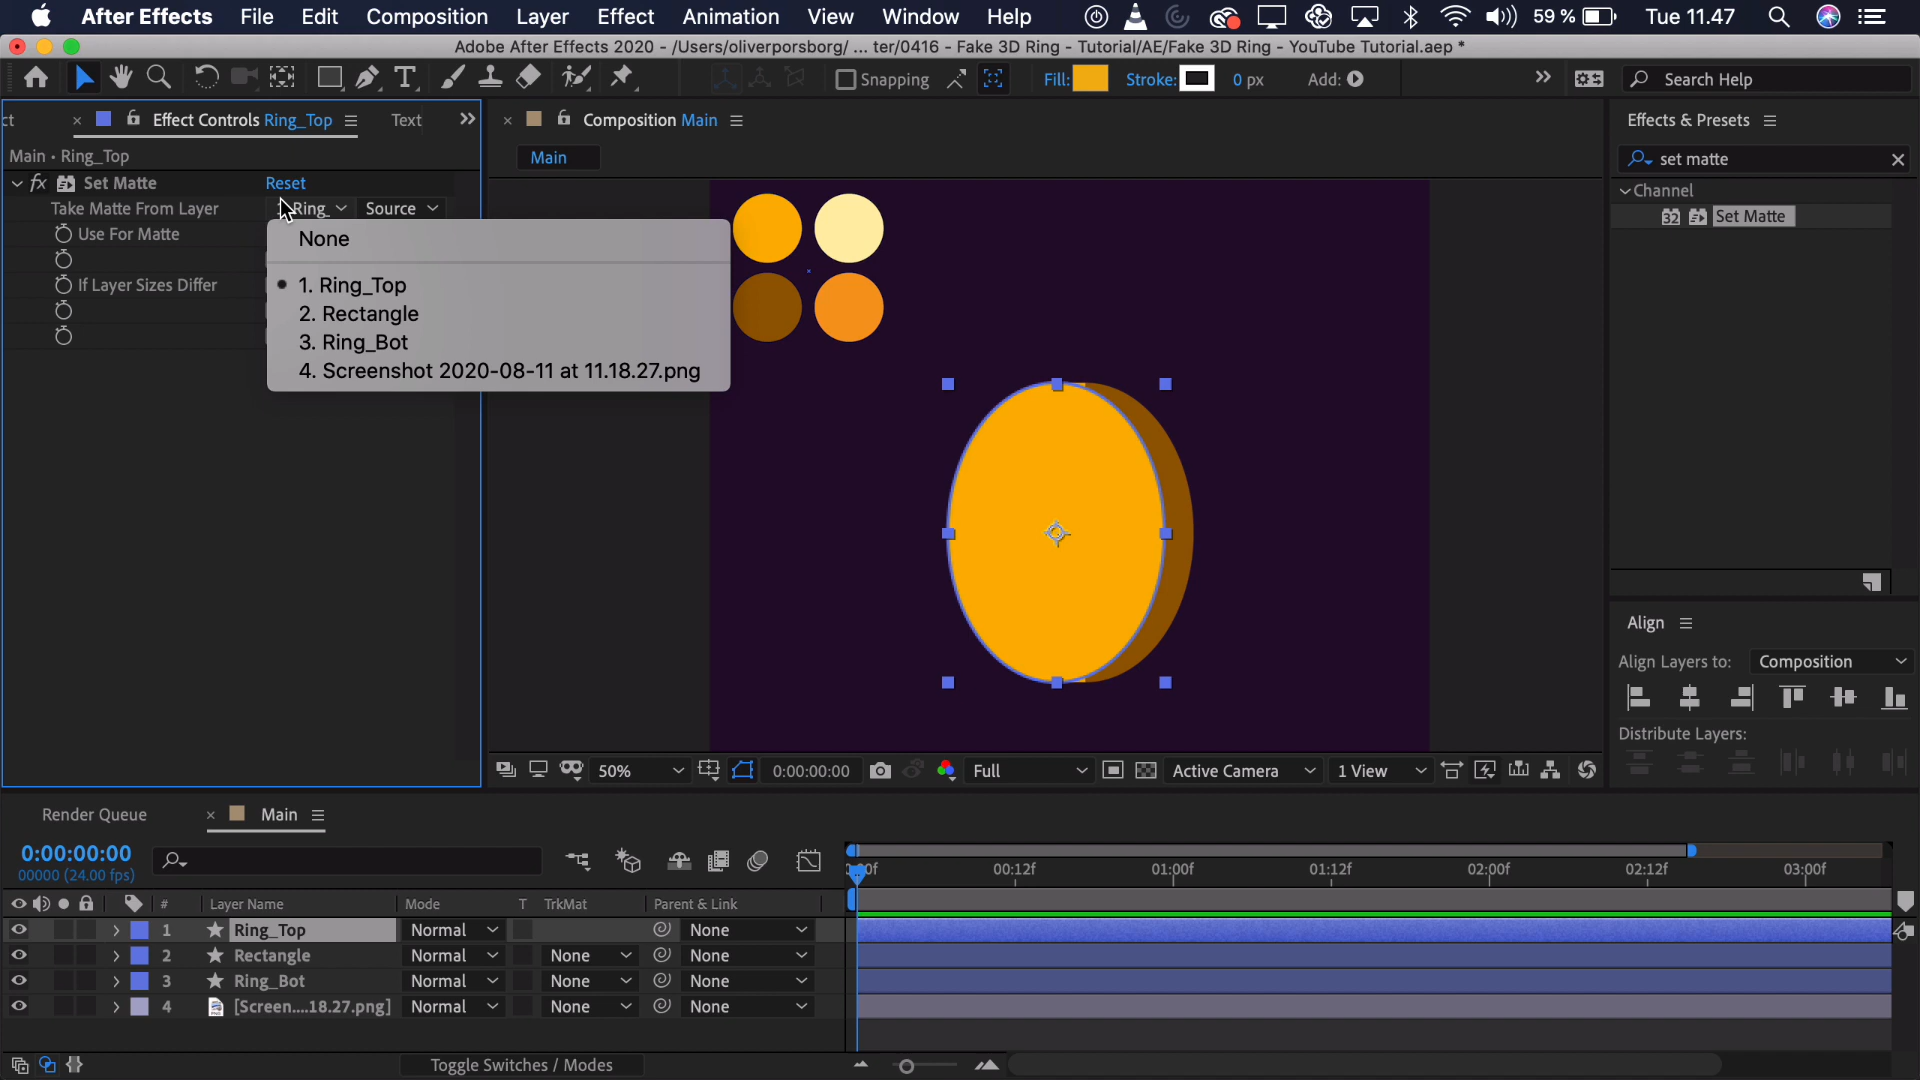 After Effects File Edit Composition Layer Effect Animation View Window Help 59 % Tue 11.47
Adobe After Effects 2020 - /Users/oliverporsborg/ ... ter/0416 - Fake 3D Ring - Tutorial/AE/Fake 3D Ring - YouTube Tutorial.aep *
Snapping Fill: Stroke: 0 px Add: Search Help
ct Effect Controls Ring_Top Text
Main • Ring_Top
fx Set Matte Reset
Take Matte From Layer Ring_ Source
Use For Matte
If Layer Sizes Differ
None
1. Ring_Top
2. Rectangle
3. Ring_Bot
4. Screenshot 2020-08-11 at 11.18.27.png
Composition Main
Main
50% 0:00:00:00 Full Active Camera 1 View
Effects & Presets
set matte
Channel
32 Set Matte
Align
Align Layers to: Composition
Distribute Layers:
Render Queue Main
0:00:00:00
00000 (24.00 fps)
00:12f 01:00f 01:12f 02:00f 02:12f 03:00f
# Layer Name Mode T TrkMat Parent & Link
1 Ring_Top Normal None
2 Rectangle Normal None None
3 Ring_Bot Normal None None
4 [Screen....18.27.png] Normal None None
Toggle Switches / Modes